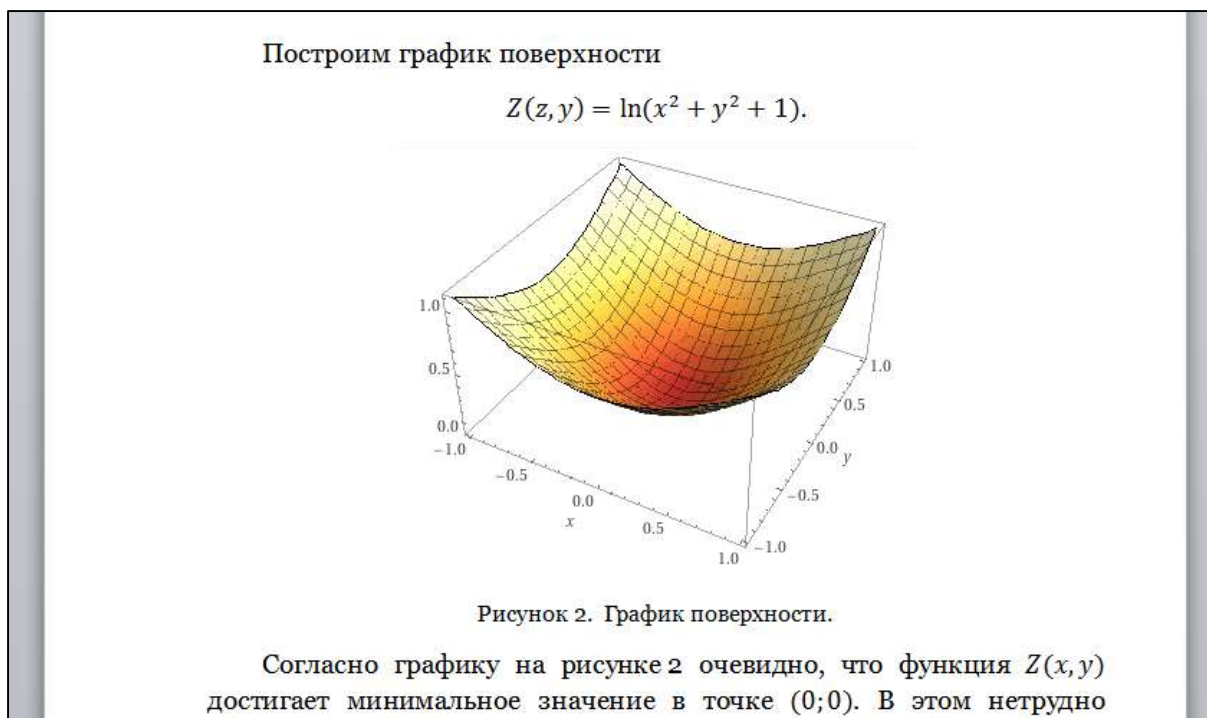 Построим график поверхности
Z(z, y) = ln(x² + y² + 1).
1.0
0.5
0.0
−1.0
−0.5
0.0
x
0.5
1.0
1.0
0.5
0.0
y
−0.5
−1.0
Рисунок 2. График поверхности.
Согласно графику на рисунке 2 очевидно, что функция Z(x, y)
достигает минимальное значение в точке (0; 0). В этом нетрудно